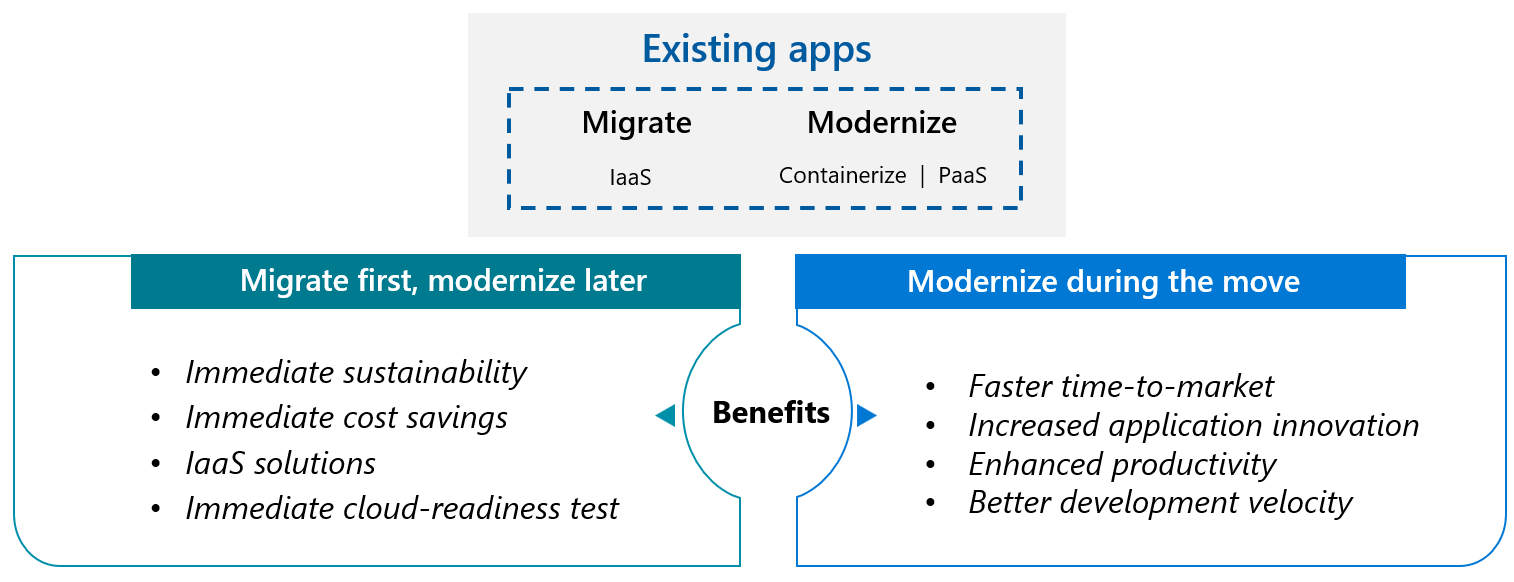 Existing apps
Migrate
Modernize
IaaS
Containerize | PaaS
Migrate first, modernize later
• Immediate sustainability
• Immediate cost savings
• IaaS solutions
• Immediate cloud-readiness test
Benefits
Modernize during the move
• Faster time-to-market
• Increased application innovation
• Enhanced productivity
• Better development velocity